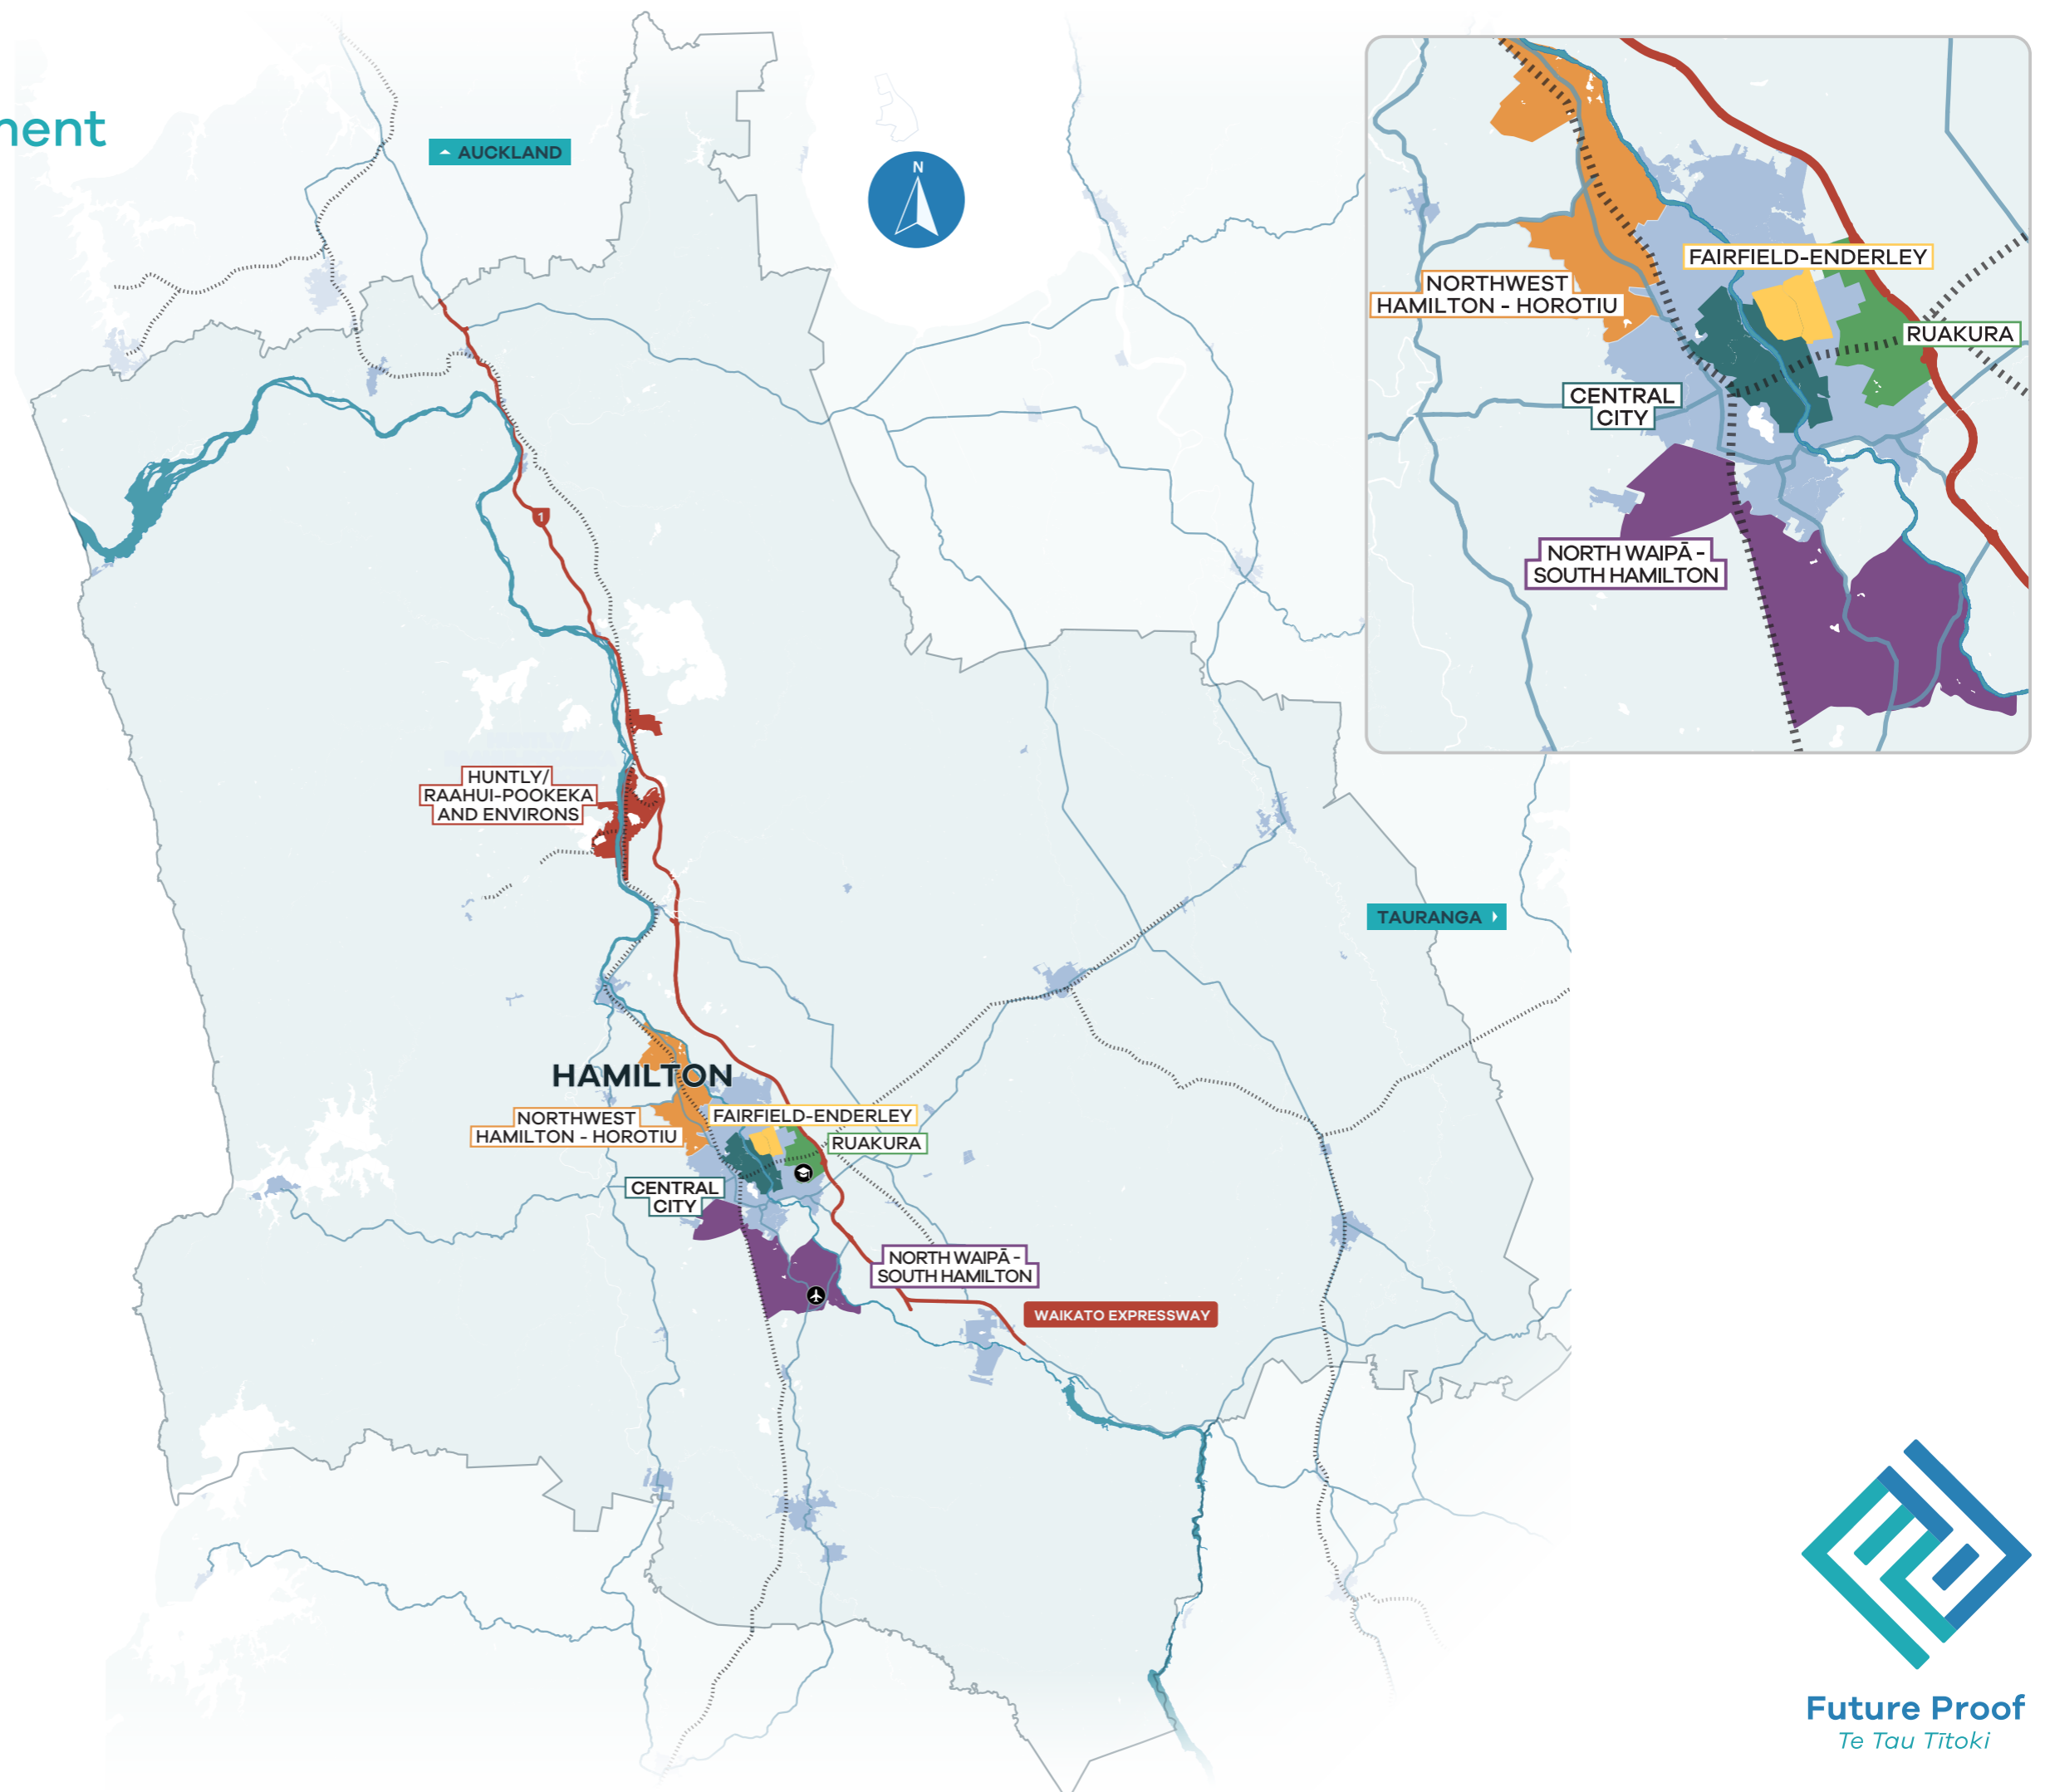 AUCKLAND
N
1
HUNTLY/
RAAHUI-POOKEKA
AND ENVIRONS
TAURANGA
HAMILTON
NORTHWEST
HAMILTON - HOROTIU
FAIRFIELD-ENDERLEY
RUAKURA
CENTRAL
CITY
NORTH WAIPĀ -
SOUTH HAMILTON
WAIKATO EXPRESSWAY
FAIRFIELD-ENDERLEY
NORTHWEST
HAMILTON - HOROTIU
RUAKURA
CENTRAL
CITY
NORTH WAIPĀ -
SOUTH HAMILTON
Future Proof
Te Tau Tītoki